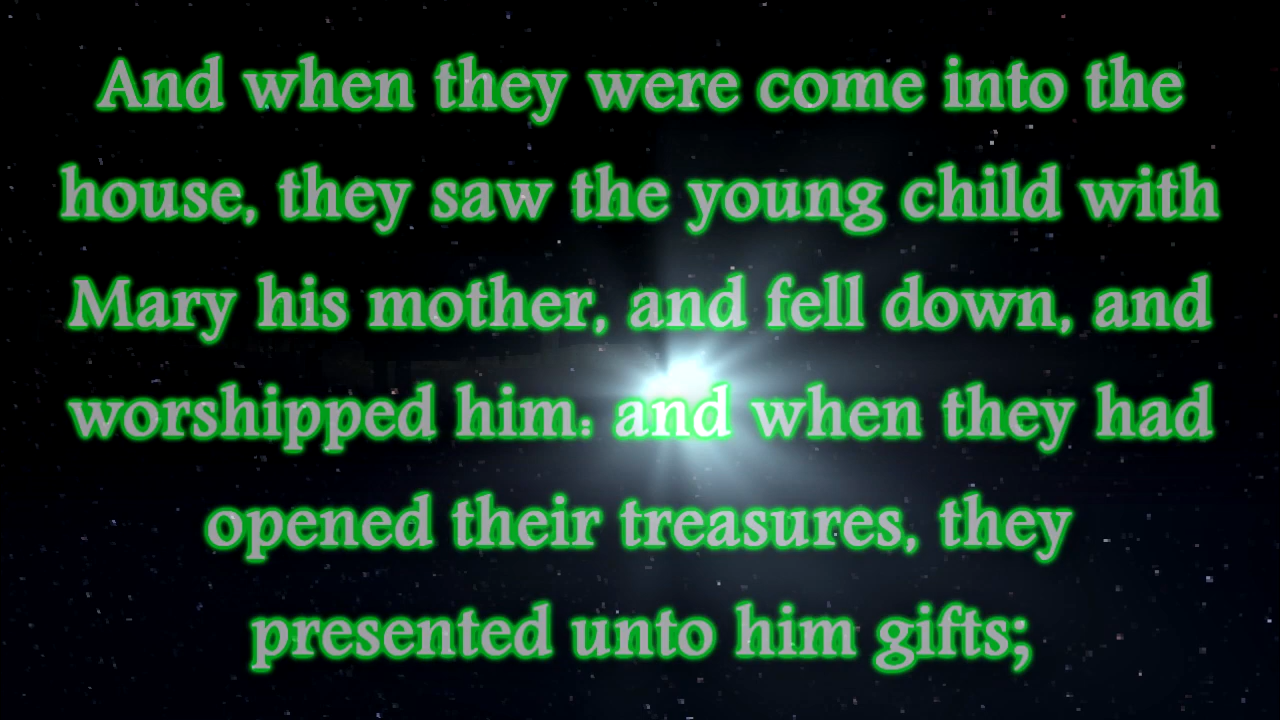 And when they were come into the
house, they saw the young child with
Mary his mother, and fell down, and
worshipped him: and when they had
opened their treasures, they
presented unto him gifts;